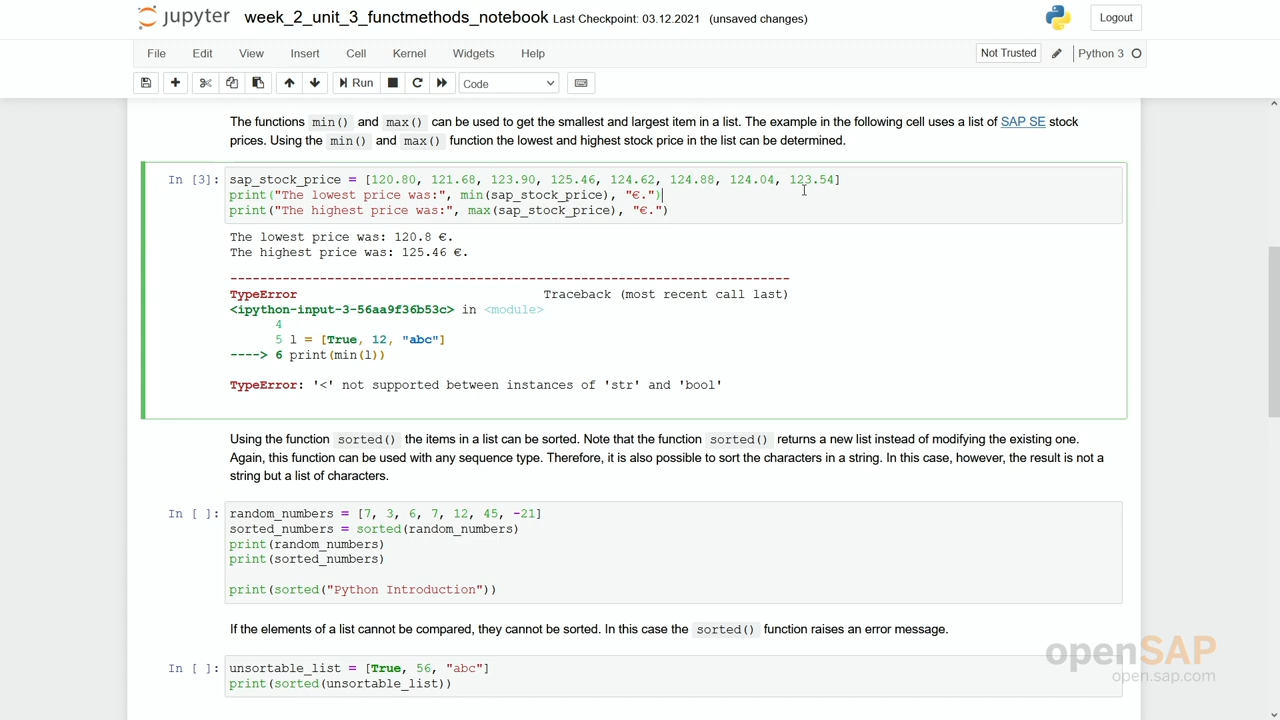 jupyter week_2_unit_3_functmethods_notebook Last Checkpoint: 03.12.2021 (unsaved changes) Logout
File Edit View Insert Cell Kernel Widgets Help Not Trusted Python 3
Run Code
The functions min() and max() can be used to get the smallest and largest item in a list. The example in the following cell uses a list of SAP SE stock
prices. Using the min() and max() function the lowest and highest stock price in the list can be determined.
In [3]: sap_stock_price = [120.80, 121.68, 123.90, 125.46, 124.62, 124.88, 124.04, 123.54]
print("The lowest price was:", min(sap_stock_price), "€.")
print("The highest price was:", max(sap_stock_price), "€.")
The lowest price was: 120.8 €.
The highest price was: 125.46 €.
---------------------------------------------------------------------------
TypeError Traceback (most recent call last)
<ipython-input-3-56aa9f36b53c> in <module>
4
5 l = [True, 12, "abc"]
----> 6 print(min(l))
TypeError: '<' not supported between instances of 'str' and 'bool'
Using the function sorted() the items in a list can be sorted. Note that the function sorted() returns a new list instead of modifying the existing one.
Again, this function can be used with any sequence type. Therefore, it is also possible to sort the characters in a string. In this case, however, the result is not a
string but a list of characters.
In [ ]: random_numbers = [7, 3, 6, 7, 12, 45, -21]
sorted_numbers = sorted(random_numbers)
print(random_numbers)
print(sorted_numbers)
print(sorted("Python Introduction"))
If the elements of a list cannot be compared, they cannot be sorted. In this case the sorted() function raises an error message.
In [ ]: unsortable_list = [True, 56, "abc"]
print(sorted(unsortable_list))
openSAP
open.sap.com